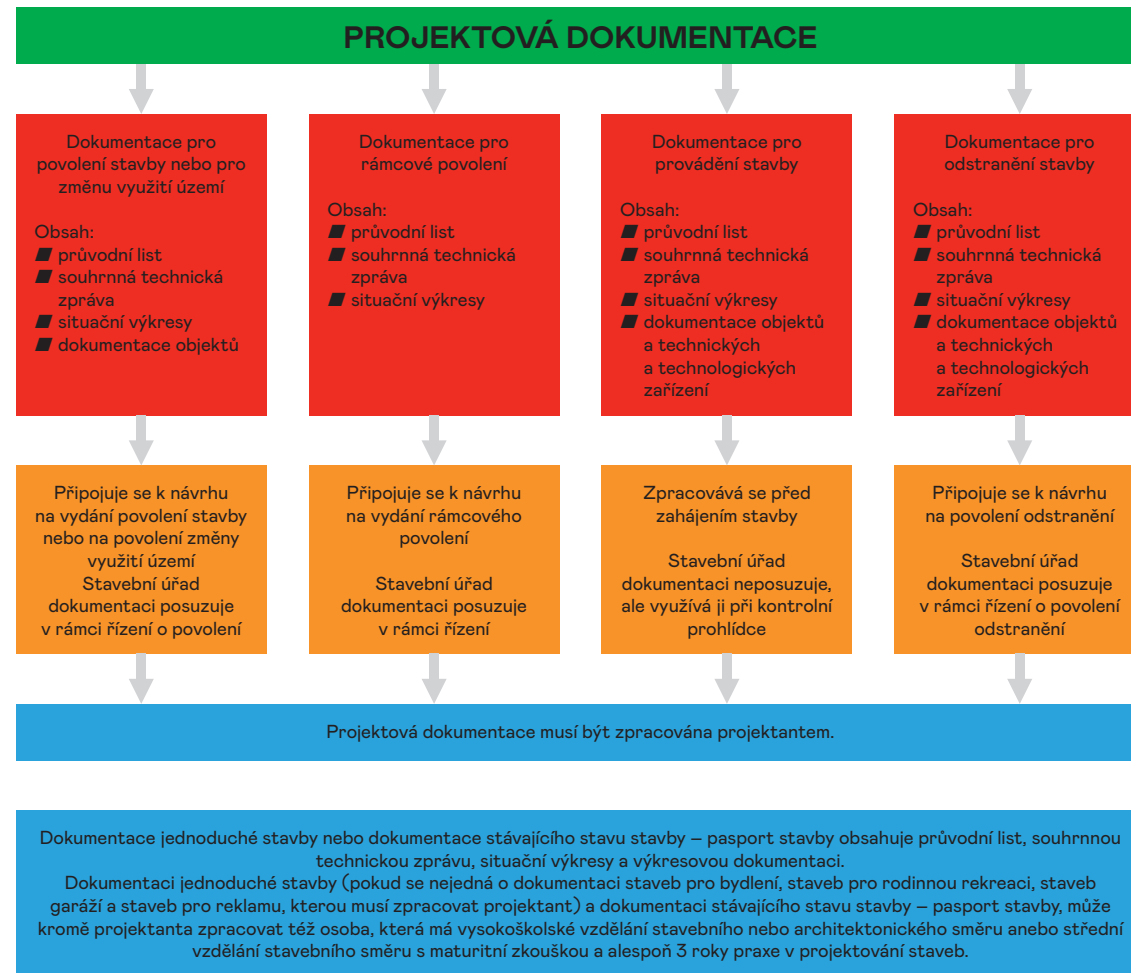 PROJEKTOVÁ DOKUMENTACE
Dokumentace pro
povolení stavby nebo pro
změnu využití území
Obsah:
průvodní list
souhrnná technická
zpráva
situační výkresy
dokumentace objektů
Dokumentace pro
rámcové povolení
Obsah:
průvodní list
souhrnná technická
zpráva
situační výkresy
Dokumentace pro
provádění stavby
Obsah:
průvodní list
souhrnná technická
zpráva
situační výkresy
dokumentace objektů
a technických
a technologických
zařízení
Dokumentace pro
odstranění stavby
Obsah:
průvodní list
souhrnná technická
zpráva
situační výkresy
dokumentace objektů
a technických
a technologických
zařízení
Připojuje se k návrhu
na vydání povolení stavby
nebo na povolení změny
využití území
Stavební úřad
dokumentaci posuzuje
v rámci řízení o povolení
Připojuje se k návrhu
na vydání rámcového
povolení
Stavební úřad
dokumentaci posuzuje
v rámci řízení
Zpracovává se před
zahájením stavby
Stavební úřad
dokumentaci neposuzuje,
ale využívá ji při kontrolní
prohlídce
Připojuje se k návrhu
na povolení odstranění
Stavební úřad
dokumentaci posuzuje
v rámci řízení o povolení
odstranění
Projektová dokumentace musí být zpracována projektantem.
Dokumentace jednoduché stavby nebo dokumentace stávajícího stavu stavby – pasport stavby obsahuje průvodní list, souhrnnou
technickou zprávu, situační výkresy a výkresovou dokumentaci.
Dokumentaci jednoduché stavby (pokud se nejedná o dokumentaci staveb pro bydlení, staveb pro rodinnou rekreaci, staveb
garáží a staveb pro reklamu, kterou musí zpracovat projektant) a dokumentaci stávajícího stavu stavby – pasport stavby, může
kromě projektanta zpracovat též osoba, která má vysokoškolské vzdělání stavebního nebo architektonického směru anebo střední
vzdělání stavebního směru s maturitní zkouškou a alespoň 3 roky praxe v projektování staveb.